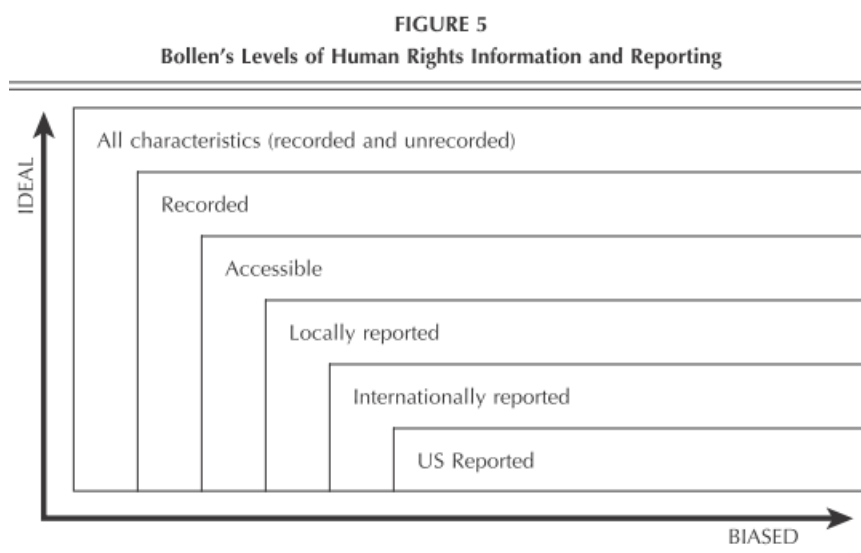 FIGURE 5
Bollen’s Levels of Human Rights Information and Reporting
IDEAL
All characteristics (recorded and unrecorded)
Recorded
Accessible
Locally reported
Internationally reported
US Reported
BIASED